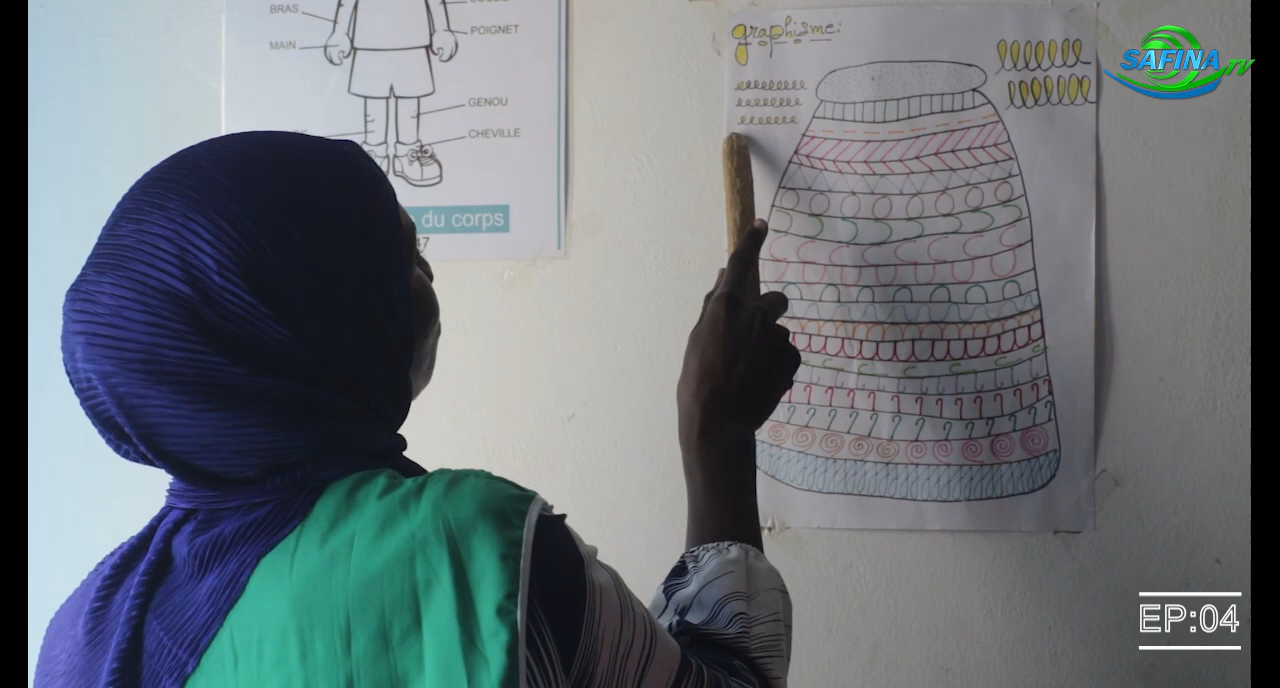 BRAS
MAIN
POIGNET
GENOU
CHEVILLE
du corps
graphisme:
SAFINA TV
EP:04